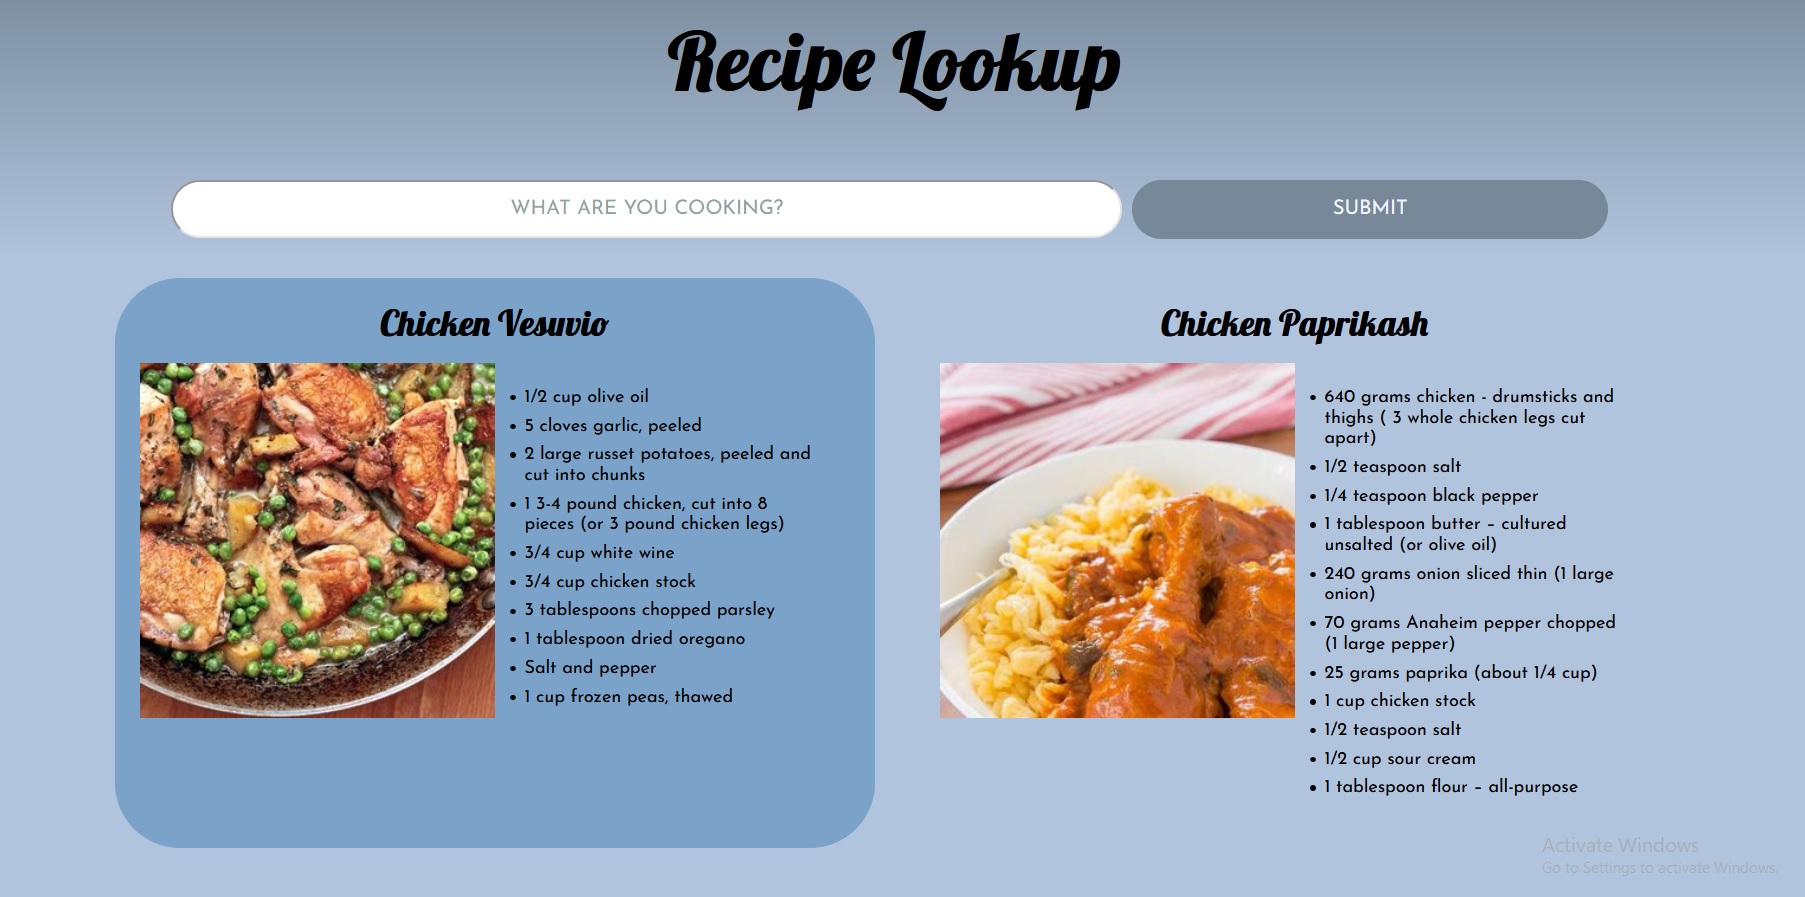 Recipe Lookup
WHAT ARE YOU COOKING?
SUBMIT
Chicken Vesuvio
• 1/2 cup olive oil
• 5 cloves garlic, peeled
• 2 large russet potatoes, peeled and
cut into chunks
• 1 3-4 pound chicken, cut into 8
pieces (or 3 pound chicken legs)
• 3/4 cup white wine
• 3/4 cup chicken stock
• 3 tablespoons chopped parsley
• 1 tablespoon dried oregano
• Salt and pepper
• 1 cup frozen peas, thawed
Chicken Paprikash
• 640 grams chicken - drumsticks and
thighs ( 3 whole chicken legs cut
apart)
• 1/2 teaspoon salt
• 1/4 teaspoon black pepper
• 1 tablespoon butter – cultured
unsalted (or olive oil)
• 240 grams onion sliced thin (1 large
onion)
• 70 grams Anaheim pepper chopped
(1 large pepper)
• 25 grams paprika (about 1/4 cup)
• 1 cup chicken stock
• 1/2 teaspoon salt
• 1/2 cup sour cream
• 1 tablespoon flour – all-purpose
Activate Windows
Go to Settings to activate Windows.